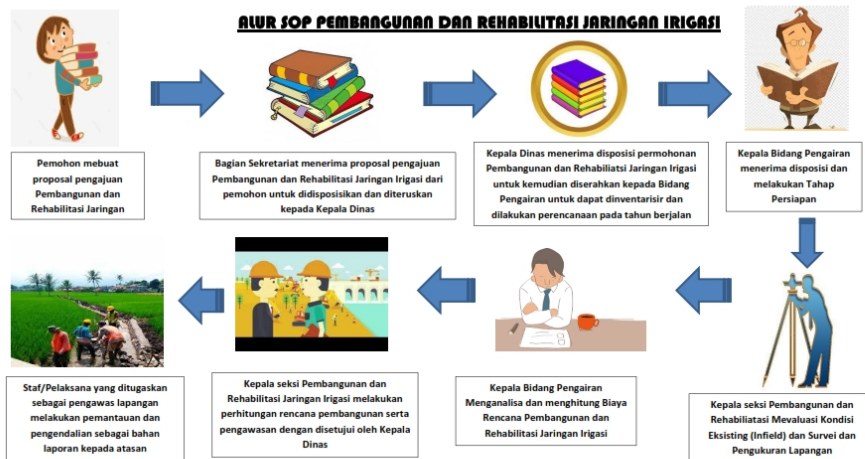 ALUR SOP PEMBANGUNAN DAN REHABILITASI JARINGAN IRIGASI
Pemohon mebuat
proposal pengajuan
Pembangunan dan
Rehabilitasi Jaringan
Bagian Sekretariat menerima proposal pengajuan
Pembangunan dan Rehabilitasi Jaringan Irigasi dari
pemohon untuk didisposisikan dan diteruskan
kepada Kepala Dinas
Kepala Dinas menerima disposisi permohonan
Pembangunan dan Rehabiliatsi Jaringan Irigasi
untuk kemudian diserahkan kepada Bidang
Pengairan untuk dapat dinventarisir dan
dilakukan perencanaan pada tahun berjalan
Kepala Bidang Pengairan
menerima disposisi dan
melakukan Tahap
Persiapan
Kepala seksi Pembangunan dan
Rehabiliatasi Mevaluasi Kondisi
Eksisting (Infield) dan Survei dan
Pengukuran Lapangan
Kepala Bidang Pengairan
Menganalisa dan menghitung Biaya
Rencana Pembangunan dan
Rehabilitasi Jaringan Irigasi
Kepala seksi Pembangunan dan
Rehabilitasi Jaringan Irigasi melakukan
perhitungan rencana pembangunan serta
pengawasan dengan disetujui oleh Kepala
Dinas
Staf/Pelaksana yang ditugaskan
sebagai pengawas lapangan
melakukan pemantauan dan
pengendalian sebagai bahan
laporan kepada atasan